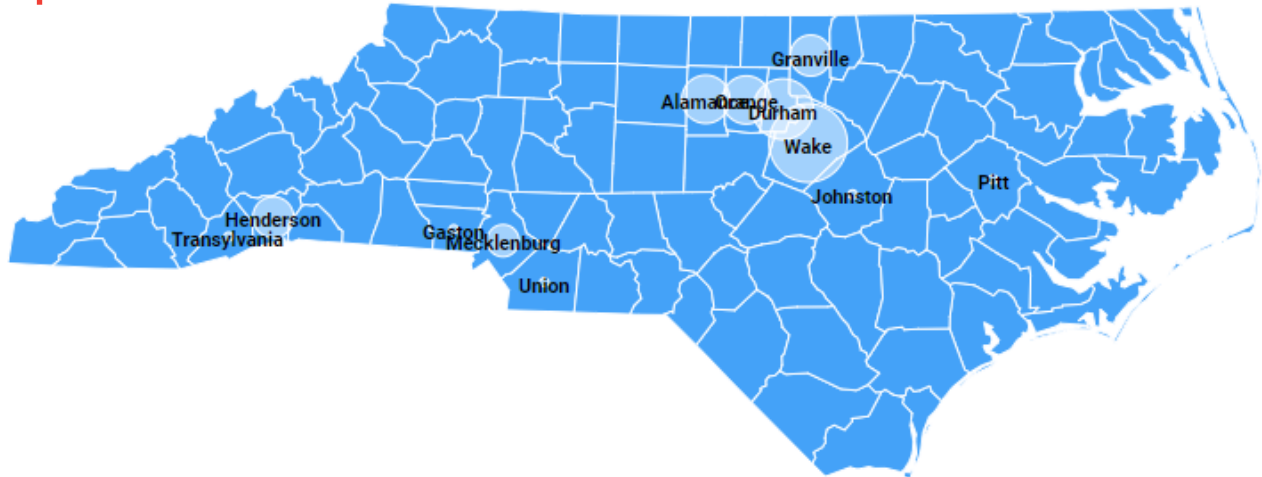 Granville
Alamance
Orange
Durham
Wake
Pitt
Johnston
Henderson
Transylvania
Gaston
Mecklenburg
Union